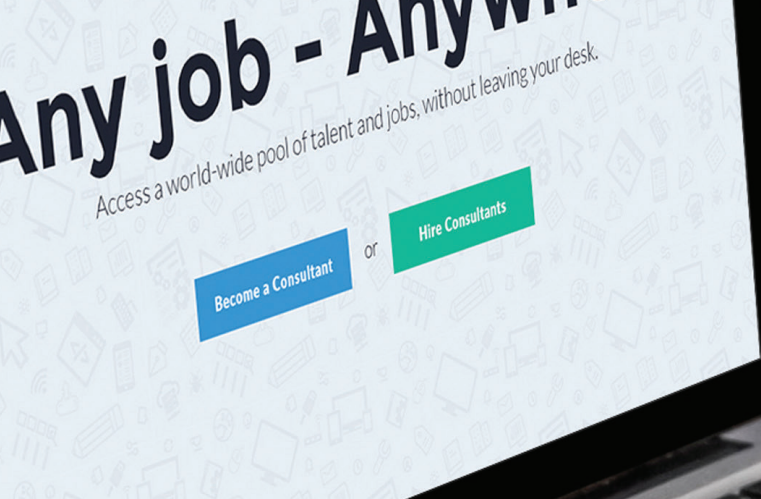 Any job - Anywh
Access a world-wide pool of talent and jobs, without leaving your desk.
Become a Consultant or Hire Consultants